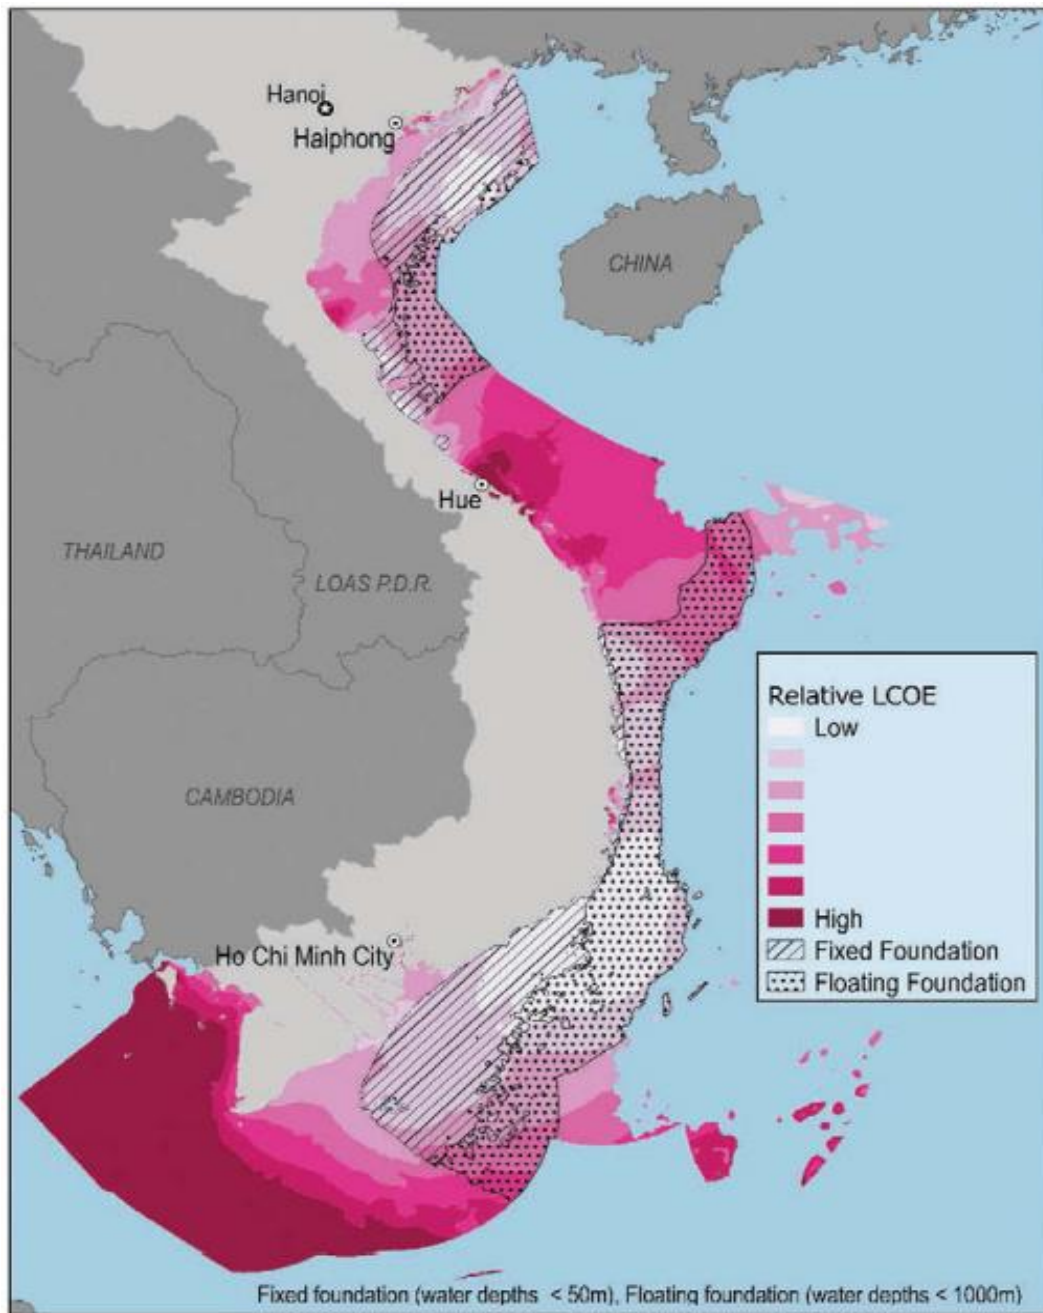 Hanoi
Haiphong
CHINA
Hue
THAILAND
LOAS P.D.R.
CAMBODIA
Ho Chi Minh City
Relative LCOE
Low
High
Fixed Foundation
Floating Foundation
Fixed foundation (water depths < 50m), Floating foundation (water depths < 1000m)